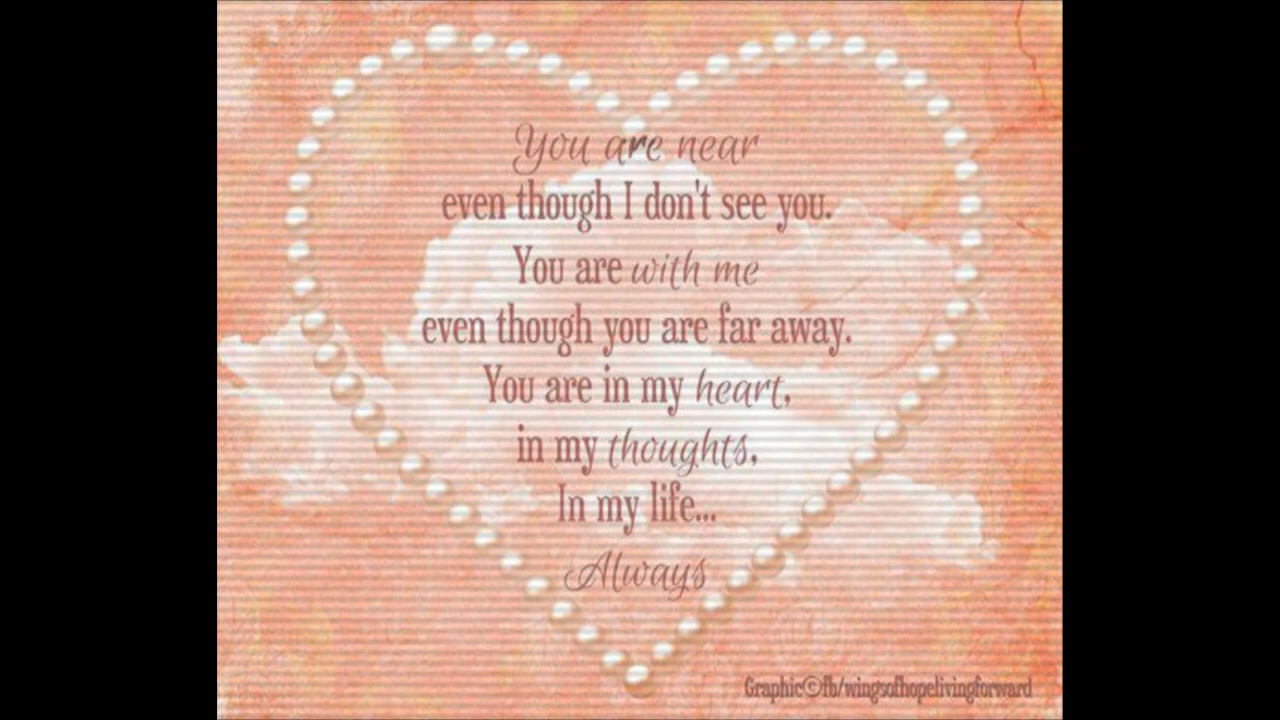 You are near
even though I don't see you.
You are with me
even though you are far away.
You are in my heart,
in my thoughts,
In my life...
Always
Graphic©fb/wingsofhopelivingforward